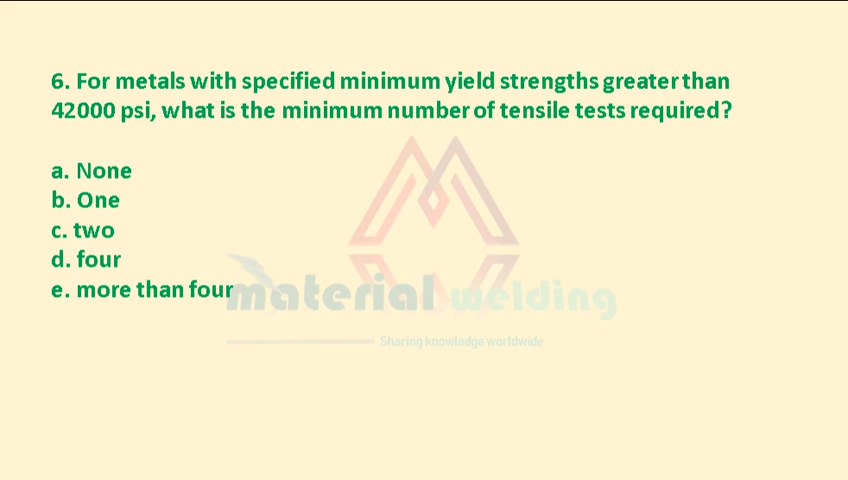 6. For metals with specified minimum yield strengths greater than
42000 psi, what is the minimum number of tensile tests required?
a. None
b. One
c. two
d. four
e. more than four
material welding
Sharing knowledge worldwide